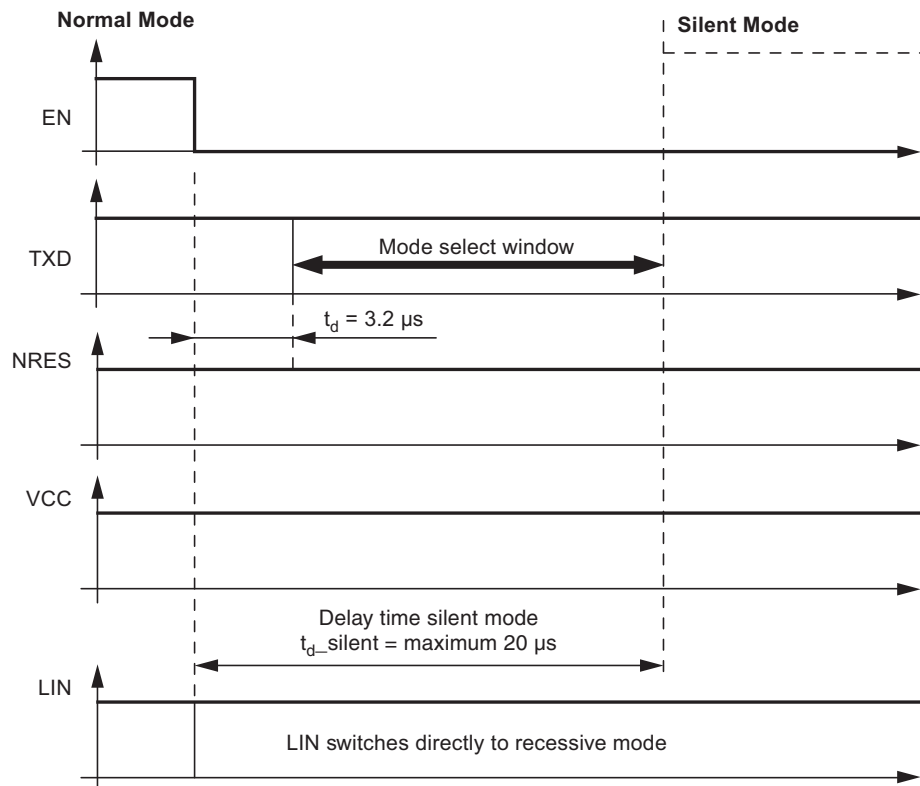 Normal Mode
Silent Mode
EN
TXD
Mode select window
t_d = 3.2 µs
NRES
VCC
Delay time silent mode
t_d_silent = maximum 20 µs
LIN
LIN switches directly to recessive mode